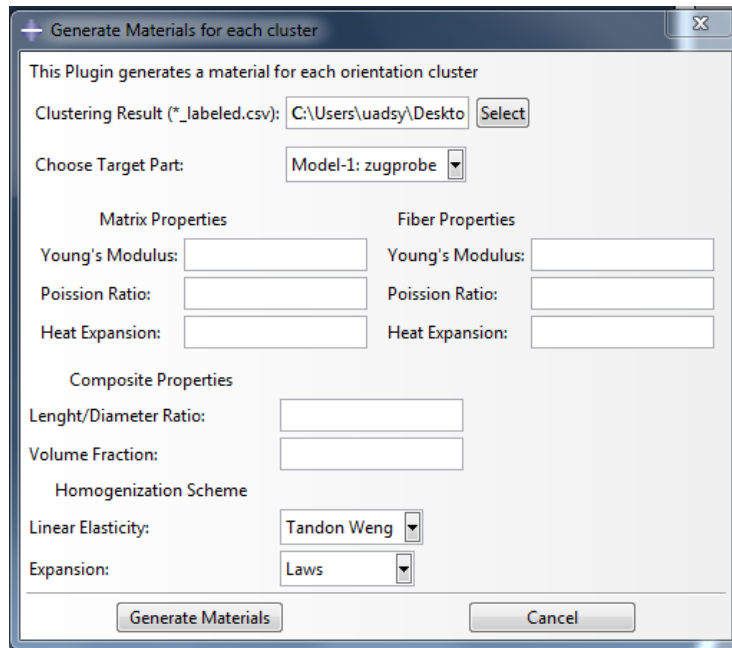 Generate Materials for each cluster
This Plugin generates a material for each orientation cluster
Clustering Result (*_labeled.csv): C:\Users\uadsy\Deskto Select
Choose Target Part: Model-1: zugprobe
Matrix Properties Fiber Properties
Young's Modulus: Young's Modulus:
Poission Ratio: Poission Ratio:
Heat Expansion: Heat Expansion:
Composite Properties
Lenght/Diameter Ratio:
Volume Fraction:
Homogenization Scheme
Linear Elasticity: Tandon Weng
Expansion: Laws
Generate Materials Cancel